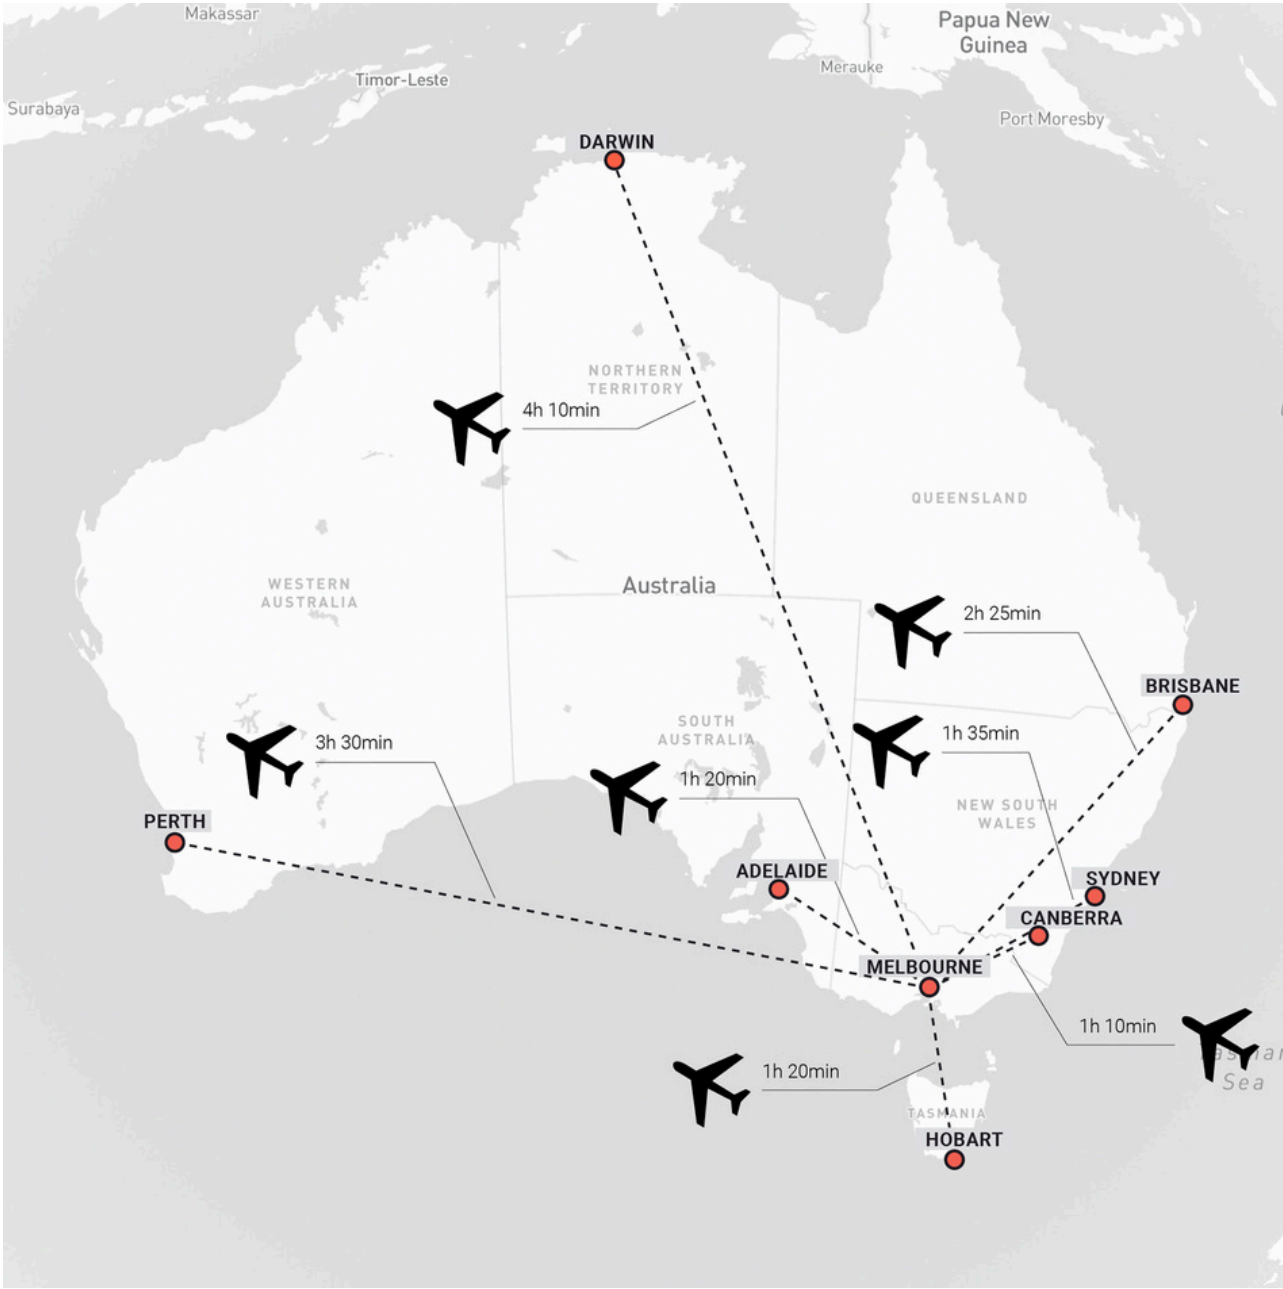 Makassar
Papua New
Guinea
Timor-Leste
Merauke
Surabaya
Port Moresby
DARWIN
NORTHERN
TERRITORY
4h 10min
QUEENSLAND
WESTERN
AUSTRALIA
Australia
2h 25min
BRISBANE
SOUTH
AUSTRALIA
1h 35min
3h 30min
1h 20min
NEW SOUTH
WALES
PERTH
ADELAIDE
SYDNEY
CANBERRA
MELBOURNE
1h 10min
Sea
1h 20min
TASMANIA
HOBART